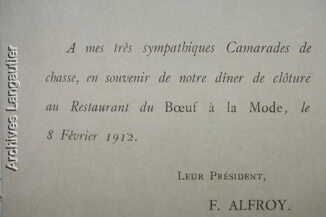 A mes très sympathiques Camarades de
chasse, en souvenir de notre dîner de clôture
au Restaurant du Bœuf à la Mode, le
8 Février 1912.
LEUR PRÉSIDENT,
F. ALFROY.
Archives Langautier